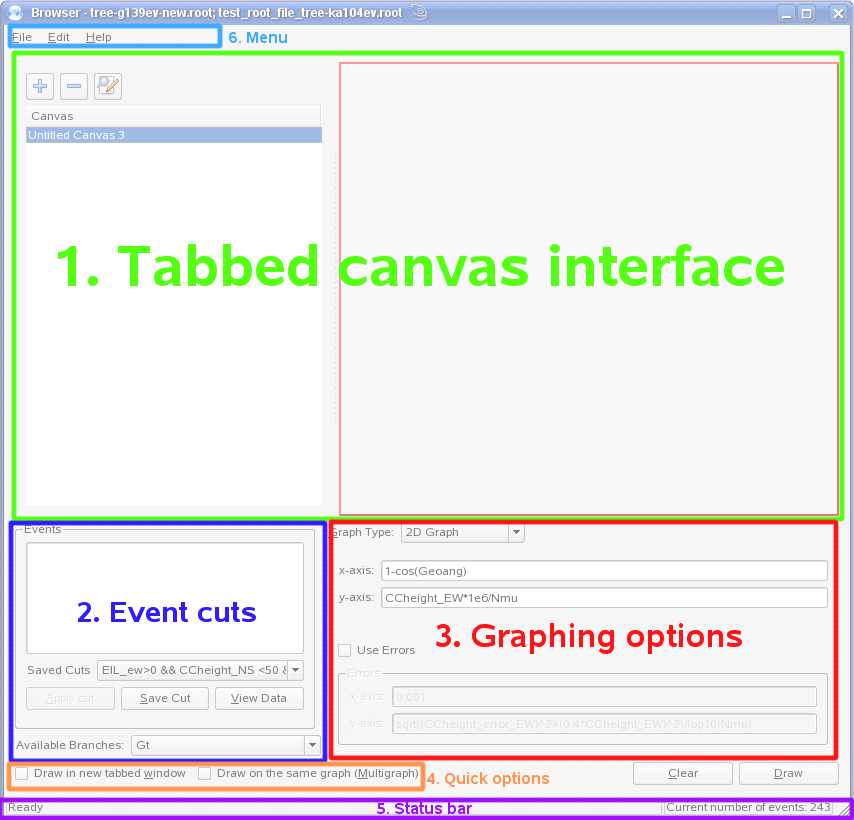 Browser - tree-g139ev-new.root; test_root_file_tree-ka104ev.root
File Edit Help 6. Menu
Canvas
Untitled Canvas 3
1. Tabbed canvas interface
Events
2. Event cuts
Saved Cuts EIL_ew>0 && CCheight_NS <50 &
Apply cut Save Cut View Data
Available Branches: Gt
Graph Type: 2D Graph
x-axis: 1-cos(Geoang)
y-axis: CCheight_EW*1e6/Nmu
3. Graphing options
Use Errors
Errors
x-axis: 0.001
y-axis: sqrt((CCheight_error_EW)^2+(0.4*CCheight_EW)^2)/log10(Nmu)
Draw in new tabbed window Draw on the same graph (Multigraph) 4. Quick options Clear Draw
Ready 5. Status bar Current number of events: 243